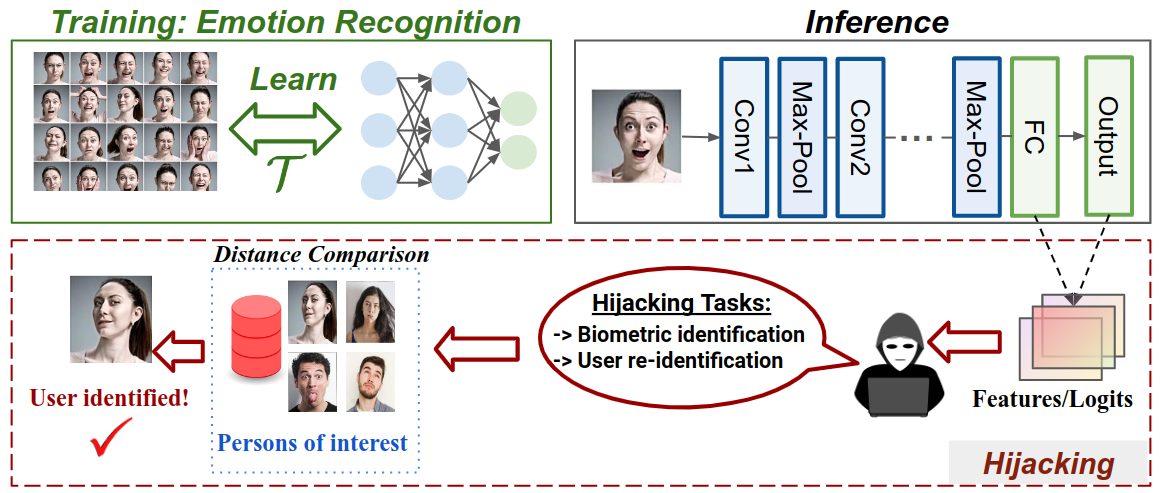 Training: Emotion Recognition
Learn
𝒯
Inference
Conv1
Max-Pool
Conv2
...
Max-Pool
FC
Output
Distance Comparison
Hijacking Tasks:
-> Biometric identification
-> User re-identification
User identified!
Persons of interest
Features/Logits
Hijacking